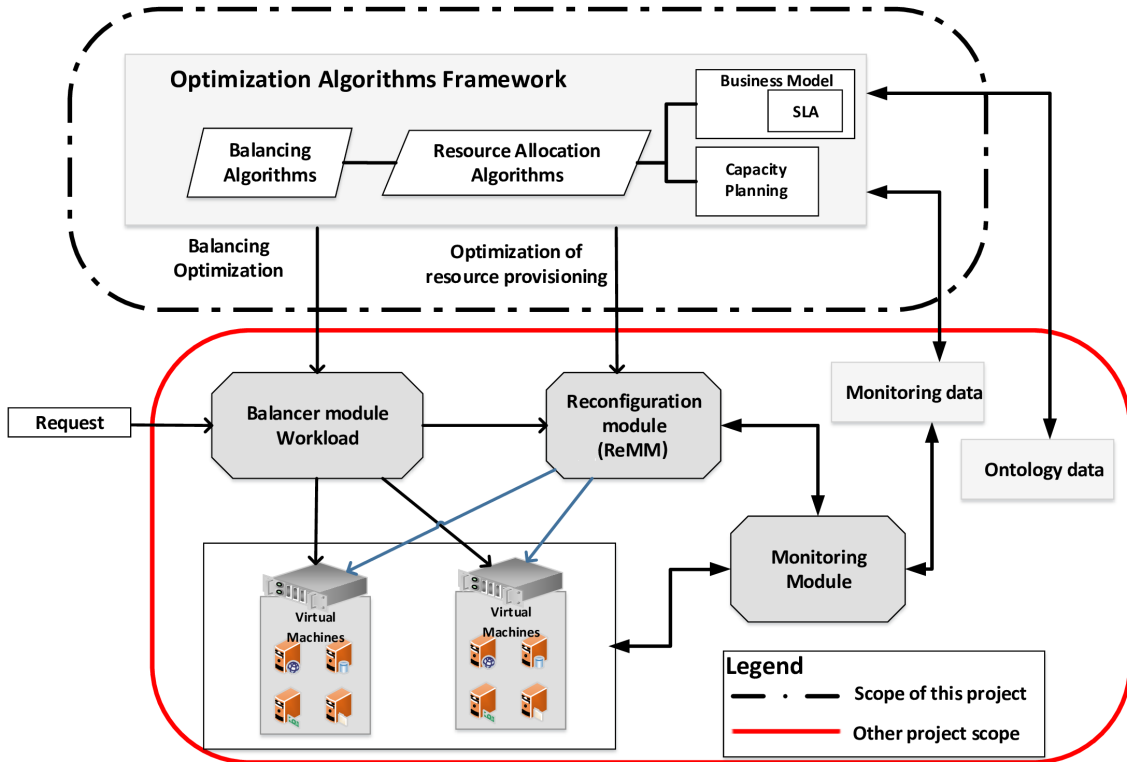 Optimization Algorithms Framework
Business Model
SLA
Balancing
Algorithms
Resource Allocation
Algorithms
Capacity
Planning
Balancing
Optimization
Optimization of
resource provisioning
Request
Balancer module
Workload
Reconfiguration
module
(ReMM)
Monitoring data
Ontology data
Monitoring
Module
Virtual
Machines
Virtual
Machines
Legend
Scope of this project
Other project scope